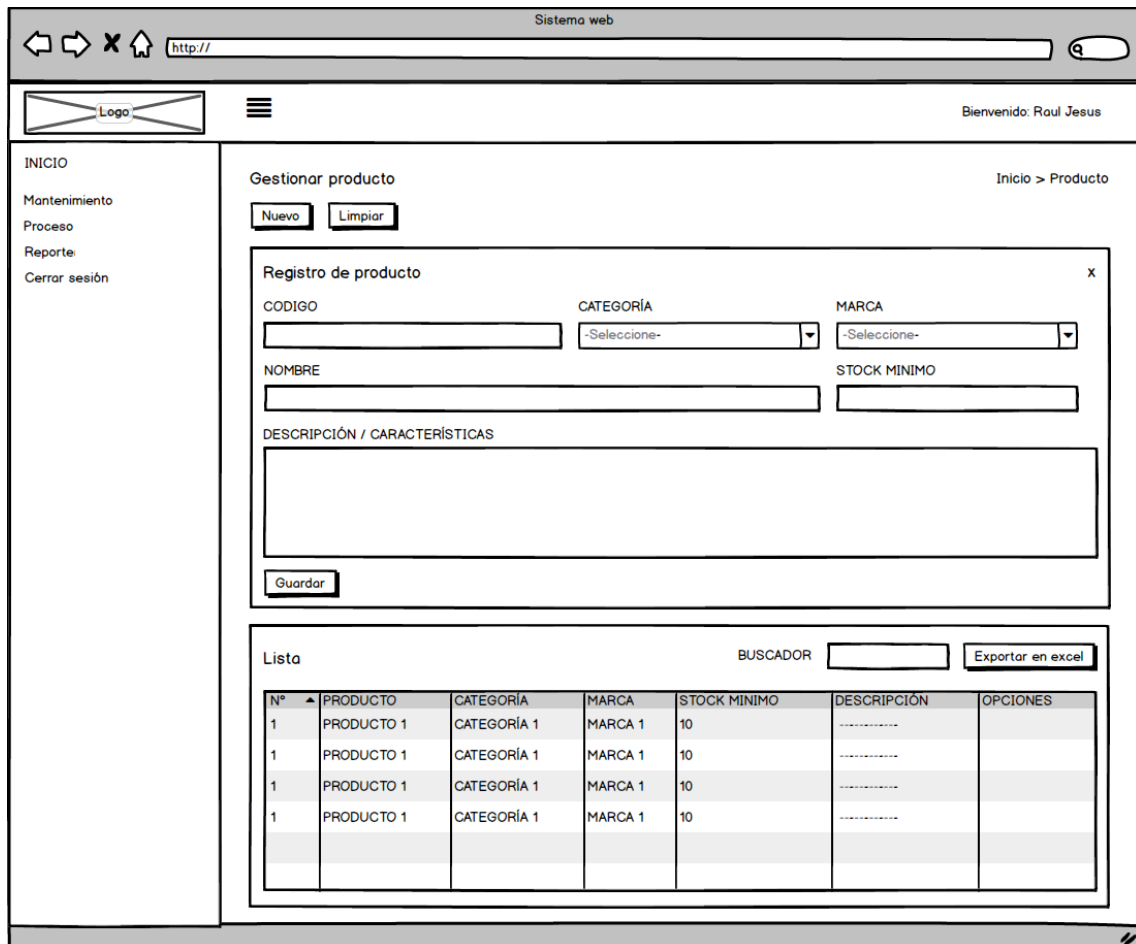 Sistema web
http://
Logo
Bienvenido: Raul Jesus
INICIO
Mantenimiento
Proceso
Reporte
Cerrar sesión
Gestionar producto
Inicio > Producto
Nuevo Limpiar
Registro de producto x
CODIGO CATEGORÍA MARCA
-Seleccione- -Seleccione-
NOMBRE STOCK MINIMO
DESCRIPCIÓN / CARACTERÍSTICAS
Guardar
Lista BUSCADOR Exportar en excel
N° PRODUCTO CATEGORÍA MARCA STOCK MINIMO DESCRIPCIÓN OPCIONES
1 PRODUCTO 1 CATEGORÍA 1 MARCA 1 10 ------------
1 PRODUCTO 1 CATEGORÍA 1 MARCA 1 10 ------------
1 PRODUCTO 1 CATEGORÍA 1 MARCA 1 10 ------------
1 PRODUCTO 1 CATEGORÍA 1 MARCA 1 10 ------------